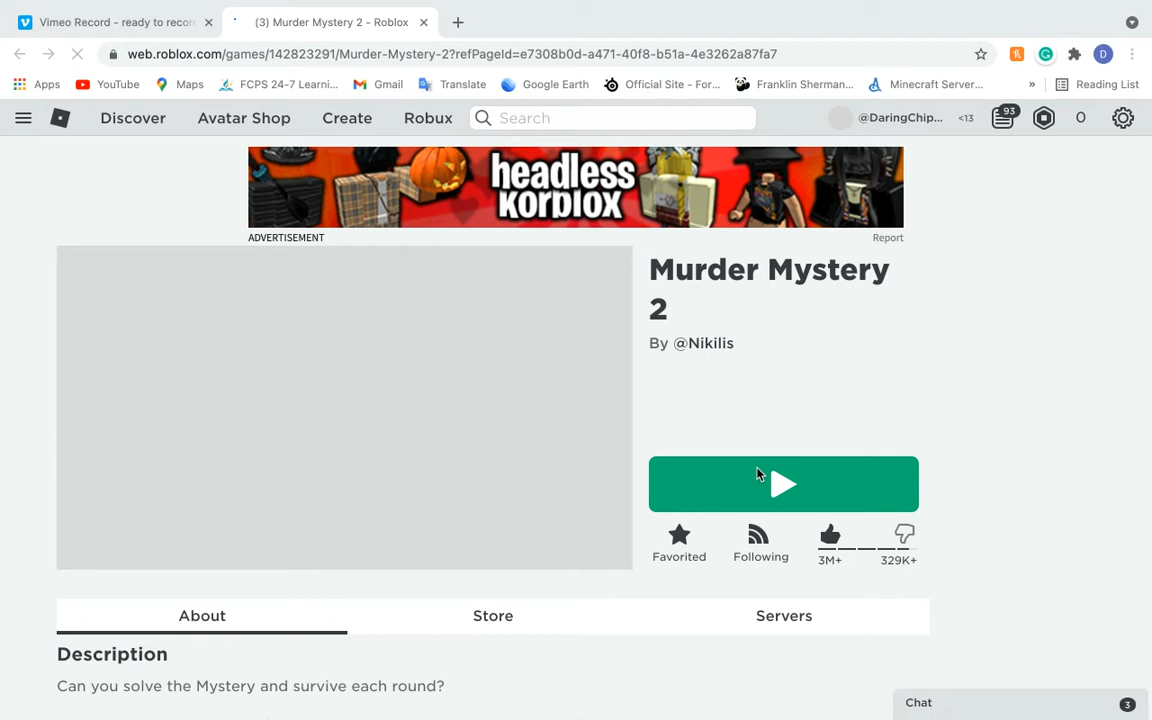 Vimeo Record - ready to recor
(3) Murder Mystery 2 - Roblox
web.roblox.com/games/142823291/Murder-Mystery-2?refPageId=e7308b0d-a471-40f8-b51a-4e3262a87fa7
D
Apps YouTube Maps FCPS 24-7 Learni... Gmail Translate Google Earth Official Site - For... Franklin Sherman... Minecraft Server... » Reading List
Discover Avatar Shop Create Robux Search @DaringChip... <13 93 0
headless
korblox
ADVERTISEMENT Report
Murder Mystery
2
By @Nikilis
Favorited Following 3M+ 329K+
About Store Servers
Description
Can you solve the Mystery and survive each round?
Chat 3